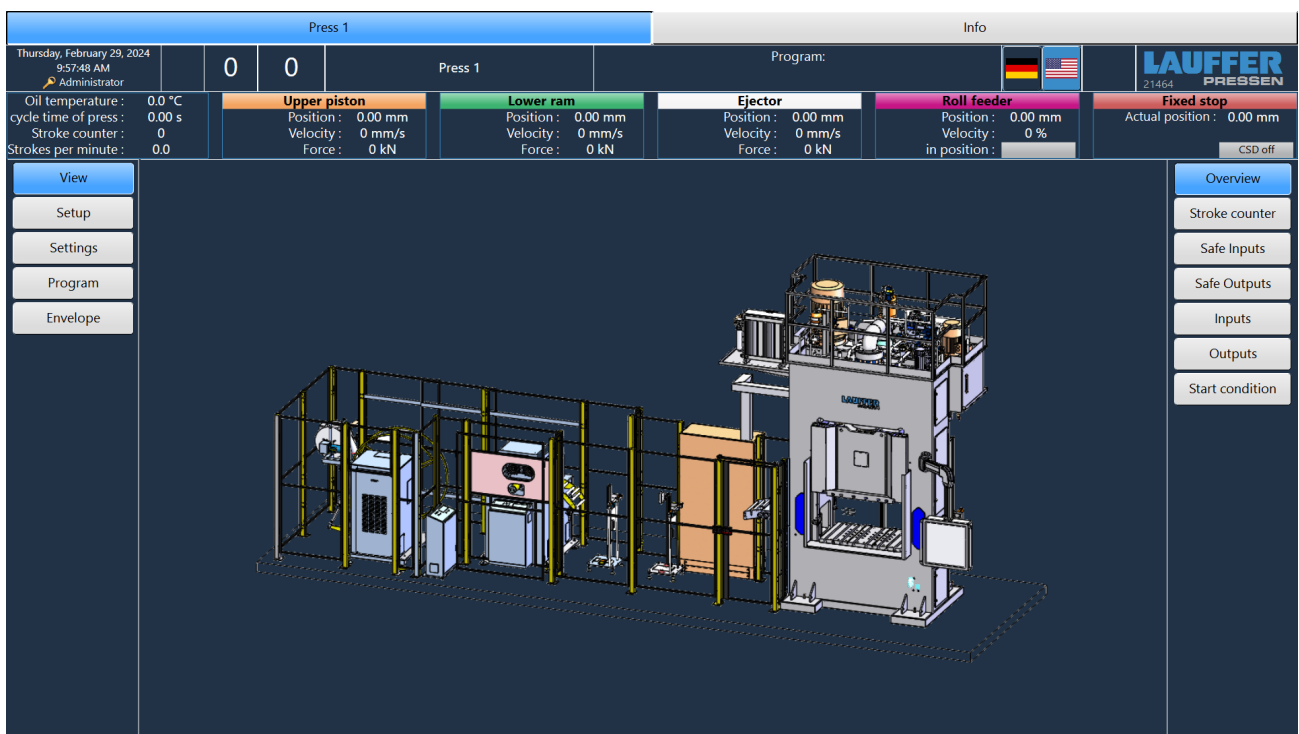 Press 1
Info
Thursday, February 29, 2024
9:57:48 AM
Administrator
0
0
Press 1
Program:
LAUFFER
PRESSEN
21464
Oil temperature : 0.0 °C
cycle time of press : 0.00 s
Stroke counter : 0
Strokes per minute : 0.0
Upper piston
Position : 0.00 mm
Velocity : 0 mm/s
Force : 0 kN
Lower ram
Position : 0.00 mm
Velocity : 0 mm/s
Force : 0 kN
Ejector
Position : 0.00 mm
Velocity : 0 mm/s
Force : 0 kN
Roll feeder
Position : 0.00 mm
Velocity : 0 %
in position :
Fixed stop
Actual position : 0.00 mm
CSD off
View
Setup
Settings
Program
Envelope
LAUFFER
Overview
Stroke counter
Safe Inputs
Safe Outputs
Inputs
Outputs
Start condition